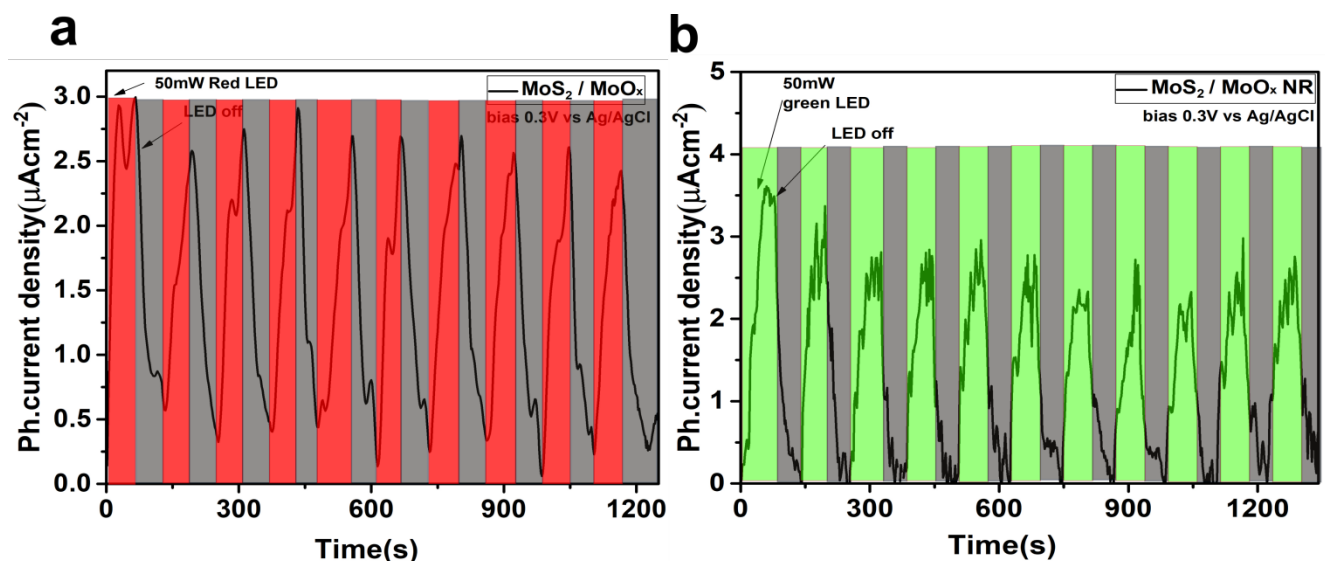 a
50mW Red LED
LED off
MoS2 / MoOx
bias 0.3V vs Ag/AgCl
3.0
2.5
2.0
1.5
1.0
0.5
0.0
Ph.current density(µAcm-2)
0
300
600
900
1200
Time(s)
b
50mW
green LED
LED off
MoS2 / MoOx NR
bias 0.3V vs Ag/AgCl
5
4
3
2
1
0
Ph.current density(µAcm-2)
0
300
600
900
1200
Time(s)